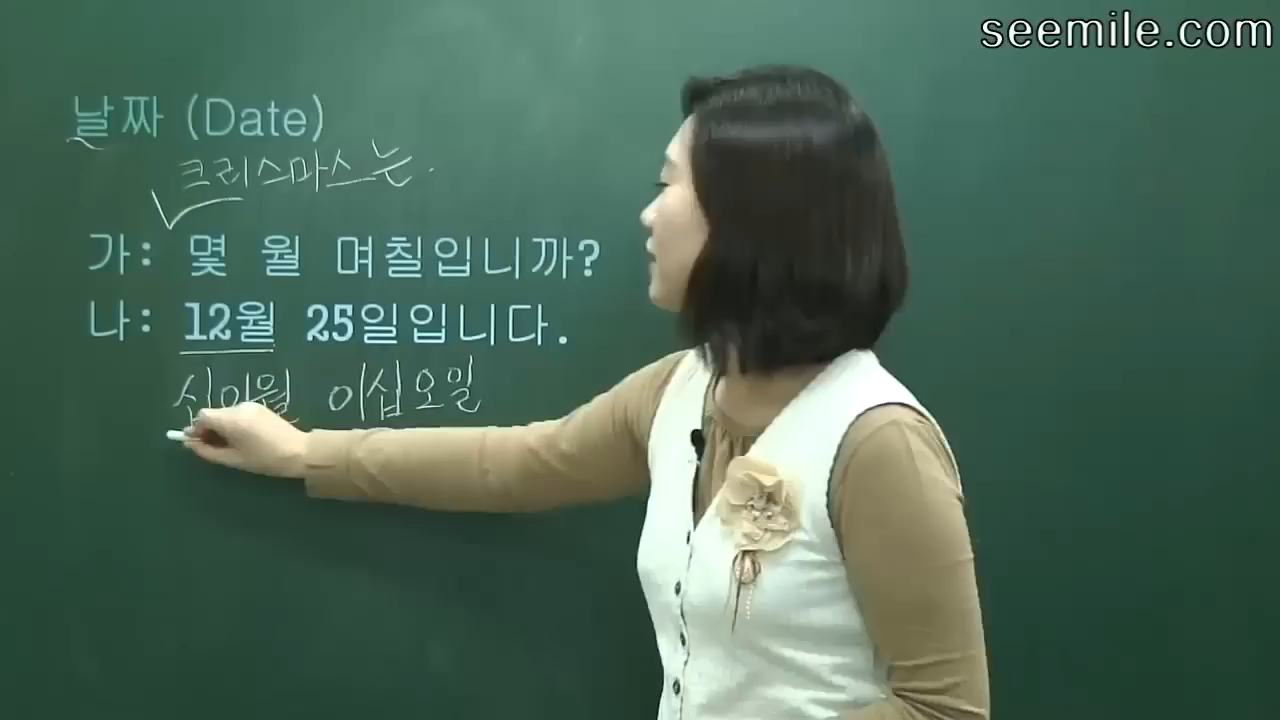 seemile.com
날짜 (Date)
크리스마스는.
가: 몇 월 며칠입니까?
나: 12월 25일입니다.
십이월 이십오일